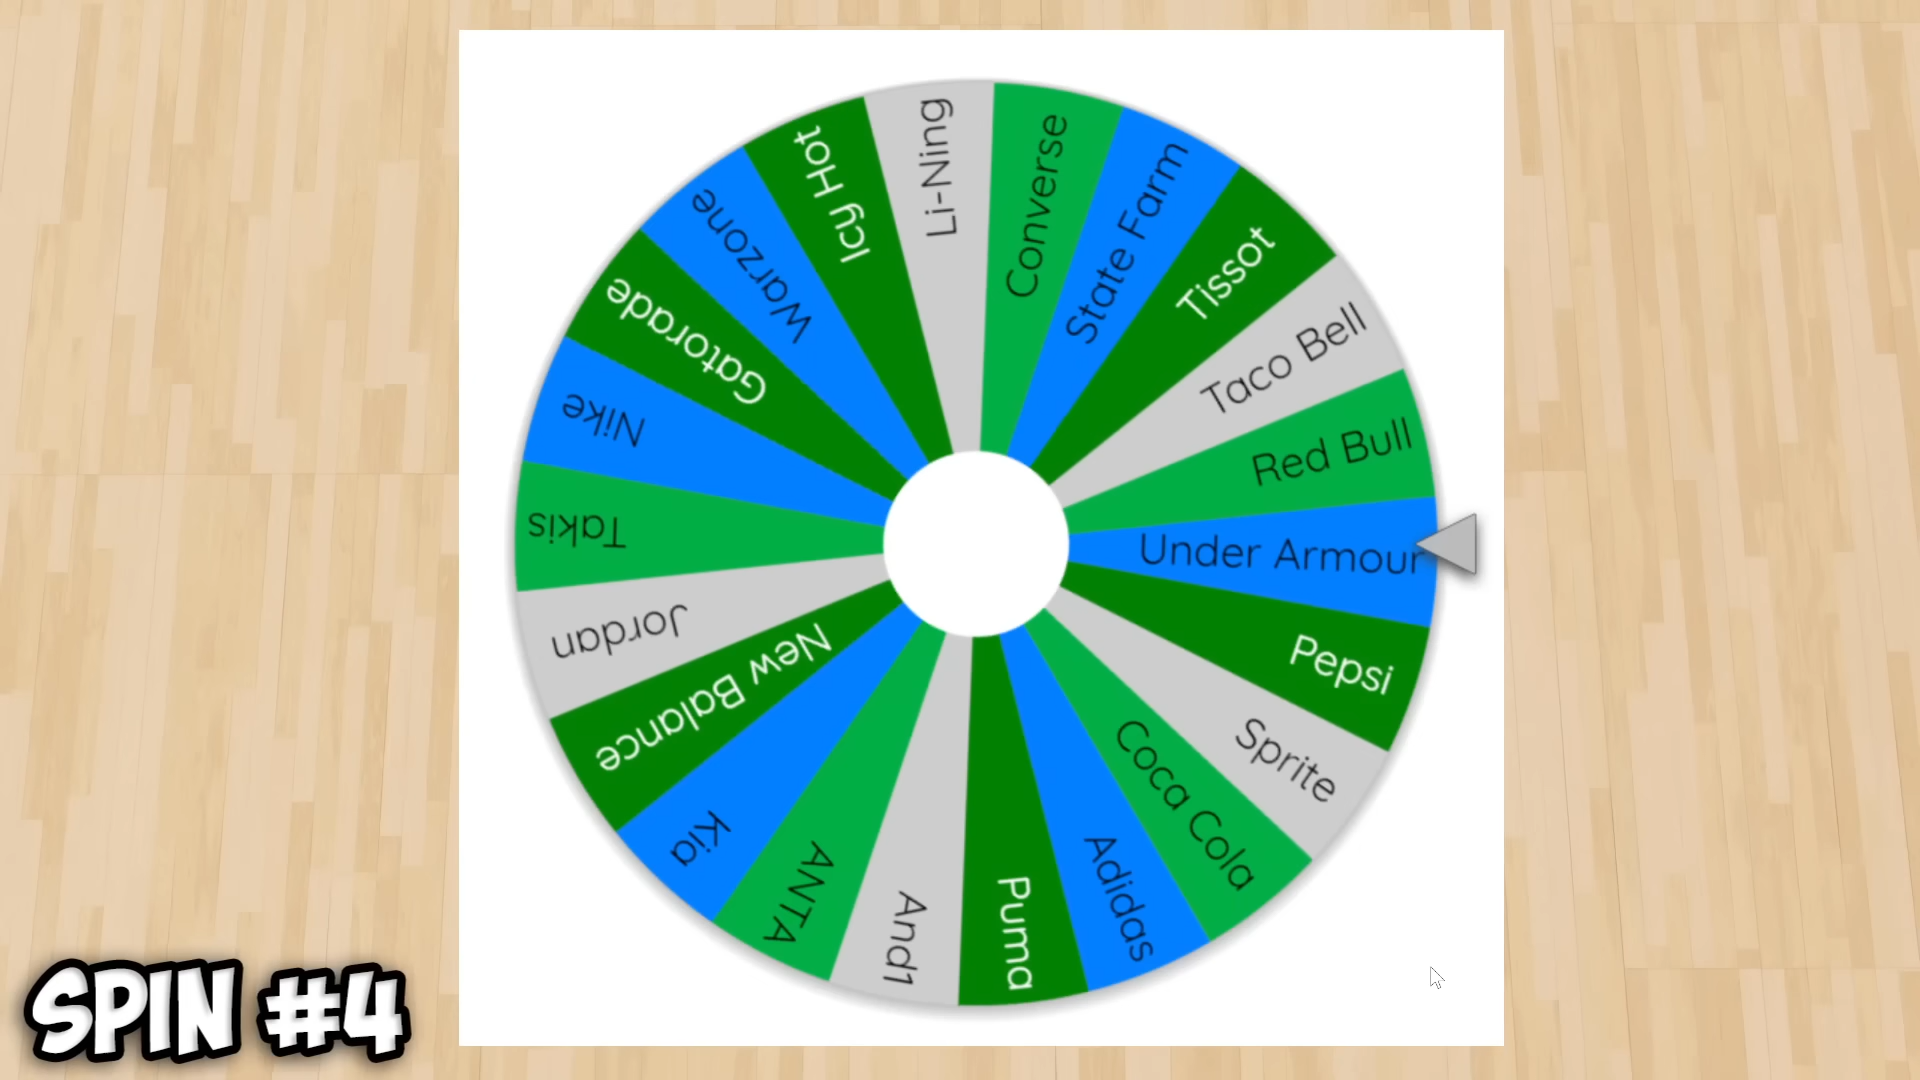 Li-Ning
Converse
State Farm
Tissot
Taco Bell
Red Bull
Under Armour
Pepsi
Sprite
Coca Cola
Adidas
Puma
And1
ANTA
Kia
New Balance
Jordan
Takis
Nike
Gatorade
Warzone
Icy Hot
SPIN #4